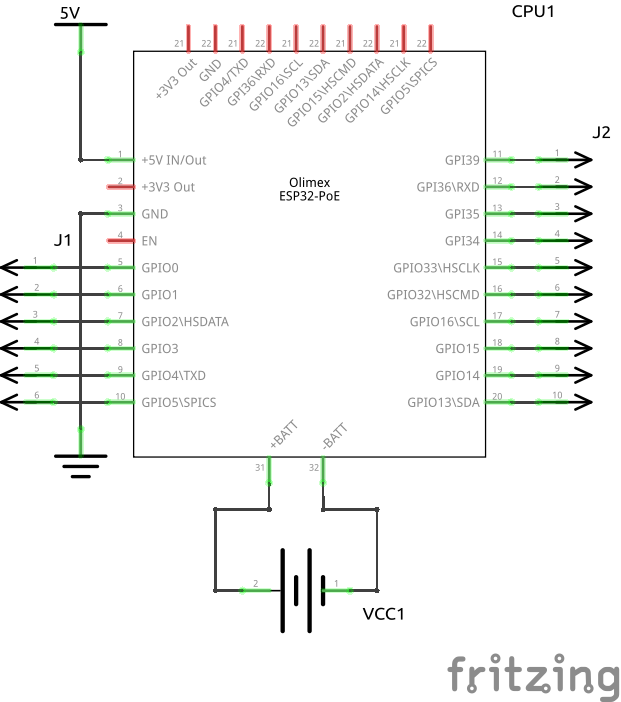 5V
CPU1
21 22 21 22 21 22 21 22 21 22
+3V3 Out
GND
GPIO4/TXD
GPI36\RXD
GPIO16\SCL
GPIO13\SDA
GPIO15\HSCMD
GPIO2\HSDATA
GPIO14\HSCLK
GPIO5\SPICS
J2
1 +5V IN/Out
GPI39 11 1
2 +3V3 Out
GPI36\RXD 12 2
Olimex
ESP32-PoE
3 GND
GPI35 13 3
J1
4 EN
GPI34 14 4
1 5 GPIO0
GPIO33\HSCLK 15 5
2 6 GPIO1
GPIO32\HSCMD 16 6
3 7 GPIO2\HSDATA
GPIO16\SCL 17 7
4 8 GPIO3
GPIO15 18 8
5 9 GPIO4\TXD
GPIO14 19 9
6 10 GPIO5\SPICS
GPIO13\SDA 20 10
+BATT
-BATT
31 32
2 1
VCC1
fritzing